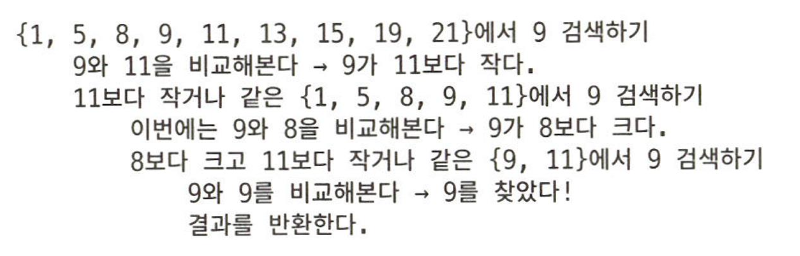 {1, 5, 8, 9, 11, 13, 15, 19, 21}에서 9 검색하기
9와 11을 비교해본다 → 9가 11보다 작다.
11보다 작거나 같은 {1, 5, 8, 9, 11}에서 9 검색하기
이번에는 9와 8을 비교해본다 → 9가 8보다 크다.
8보다 크고 11보다 작거나 같은 {9, 11}에서 9 검색하기
9와 9를 비교해본다 → 9를 찾았다!
결과를 반환한다.